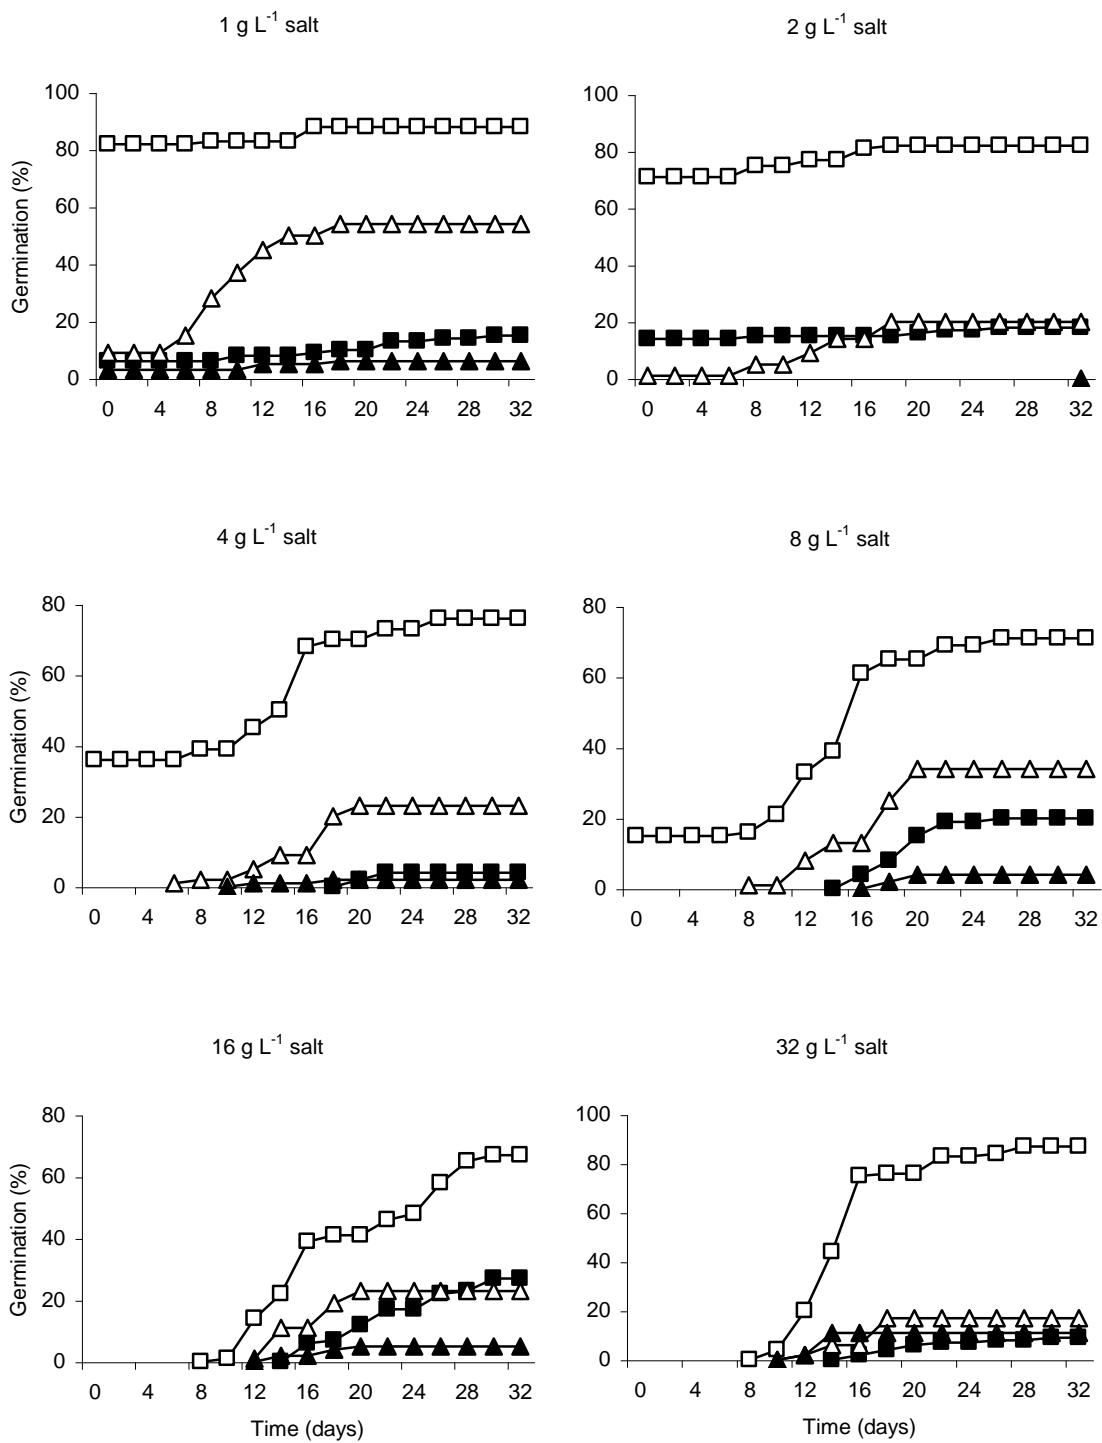 1 g L-1 salt
2 g L-1 salt
100
80
60
40
20
0
Germination (%)
0 4 8 12 16 20 24 28 32
100
80
60
40
20
0
0 4 8 12 16 20 24 28 32
4 g L-1 salt
8 g L-1 salt
80
60
40
20
0
Germination (%)
0 4 8 12 16 20 24 28 32
80
60
40
20
0
0 4 8 12 16 20 24 28 32
16 g L-1 salt
32 g L-1 salt
80
60
40
20
0
Germination (%)
0 4 8 12 16 20 24 28 32
Time (days)
100
80
60
40
20
0
0 4 8 12 16 20 24 28 32
Time (days)